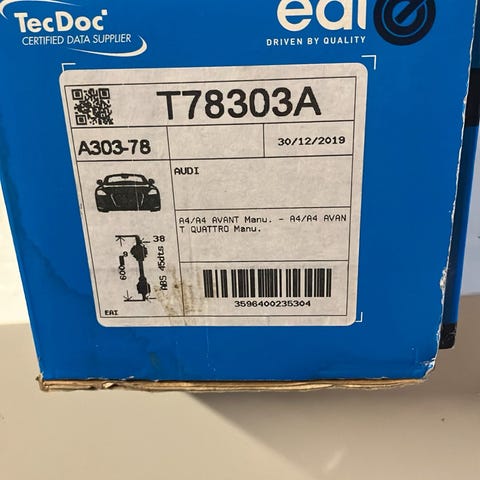 TecDoc
CERTIFIED DATA SUPPLIER
eai
DRIVEN BY QUALITY
T78303A
A303-78
30/12/2019
AUDI
A4/A4 AVANT Manu. - A4/A4 AVAN
T QUATTRO Manu.
38
600mm
ABS 45dts
3596400235304
EAI